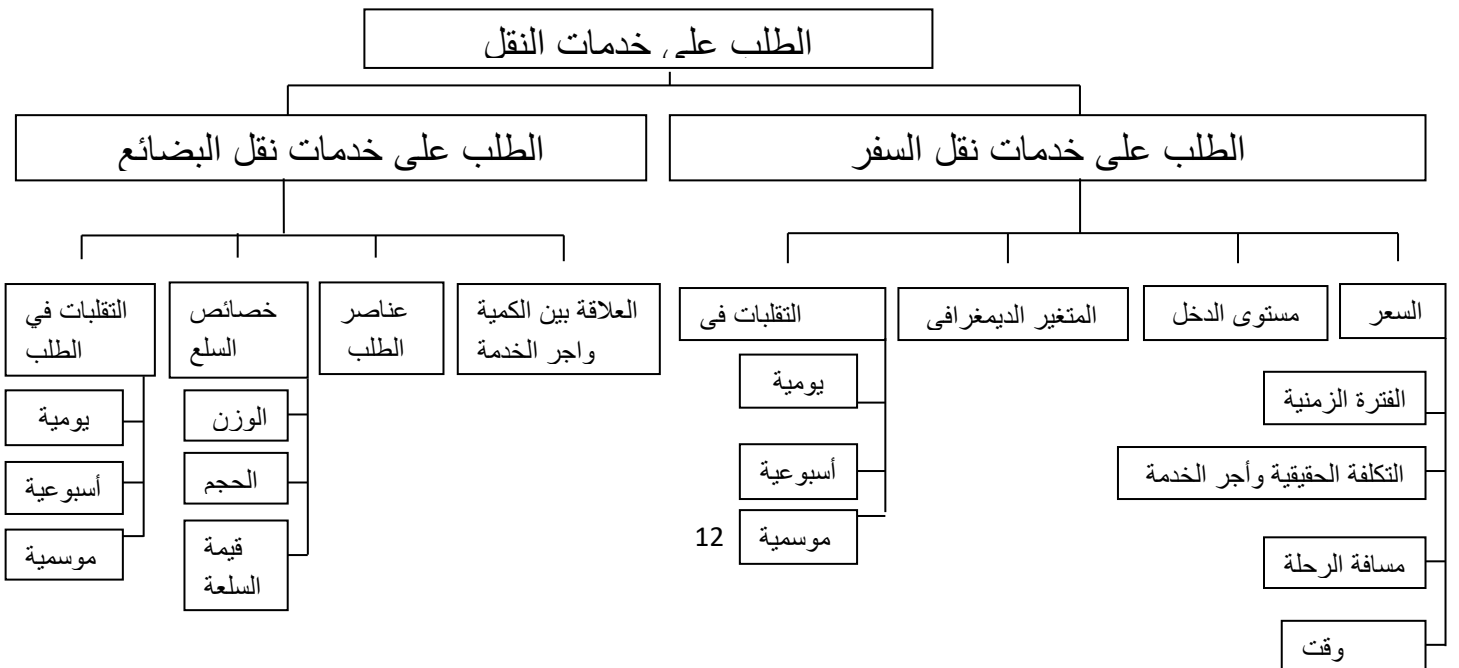 الطلب على خدمات النقل
الطلب على خدمات نقل السفر
الطلب على خدمات نقل البضائع
السعر
مستوى الدخل
المتغير الديمغرافى
التقلبات فى
العلاقة بين الكمية
واجر الخدمة
عناصر
الطلب
خصائص
السلع
التقلبات في
الطلب
الفترة الزمنية
التكلفة الحقيقية وأجر الخدمة
مسافة الرحلة
وقت
يومية
أسبوعية
موسمية
12
الوزن
الحجم
قيمة
السلعة
يومية
أسبوعية
موسمية